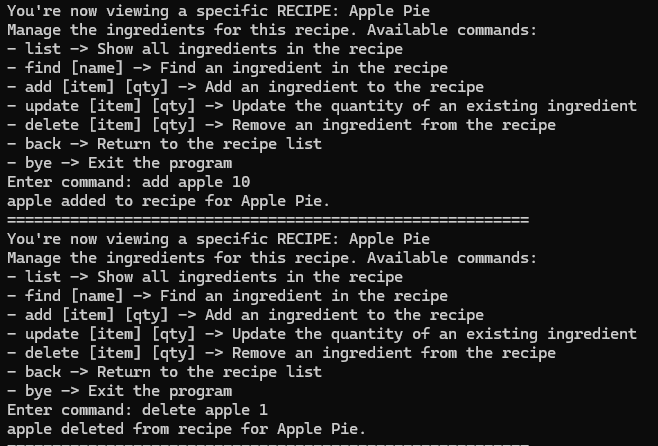 You're now viewing a specific RECIPE: Apple Pie
Manage the ingredients for this recipe. Available commands:
- list -> Show all ingredients in the recipe
- find [name] -> Find an ingredient in the recipe
- add [item] [qty] -> Add an ingredient to the recipe
- update [item] [qty] -> Update the quantity of an existing ingredient
- delete [item] [qty] -> Remove an ingredient from the recipe
- back -> Return to the recipe list
- bye -> Exit the program
Enter command: add apple 10
apple added to recipe for Apple Pie.
==========================================================
You're now viewing a specific RECIPE: Apple Pie
Manage the ingredients for this recipe. Available commands:
- list -> Show all ingredients in the recipe
- find [name] -> Find an ingredient in the recipe
- add [item] [qty] -> Add an ingredient to the recipe
- update [item] [qty] -> Update the quantity of an existing ingredient
- delete [item] [qty] -> Remove an ingredient from the recipe
- back -> Return to the recipe list
- bye -> Exit the program
Enter command: delete apple 1
apple deleted from recipe for Apple Pie.